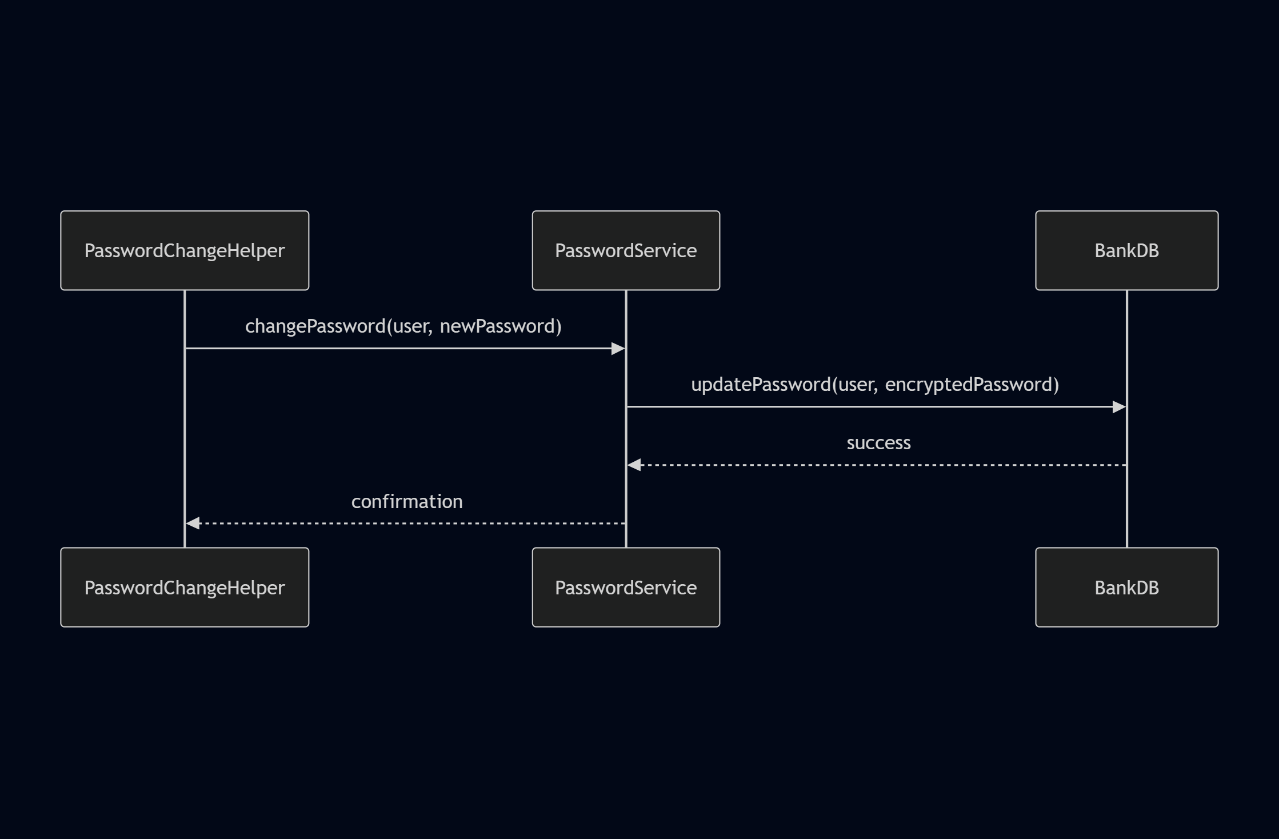 PasswordChangeHelper
PasswordService
BankDB
changePassword(user, newPassword)
updatePassword(user, encryptedPassword)
success
confirmation
PasswordChangeHelper
PasswordService
BankDB